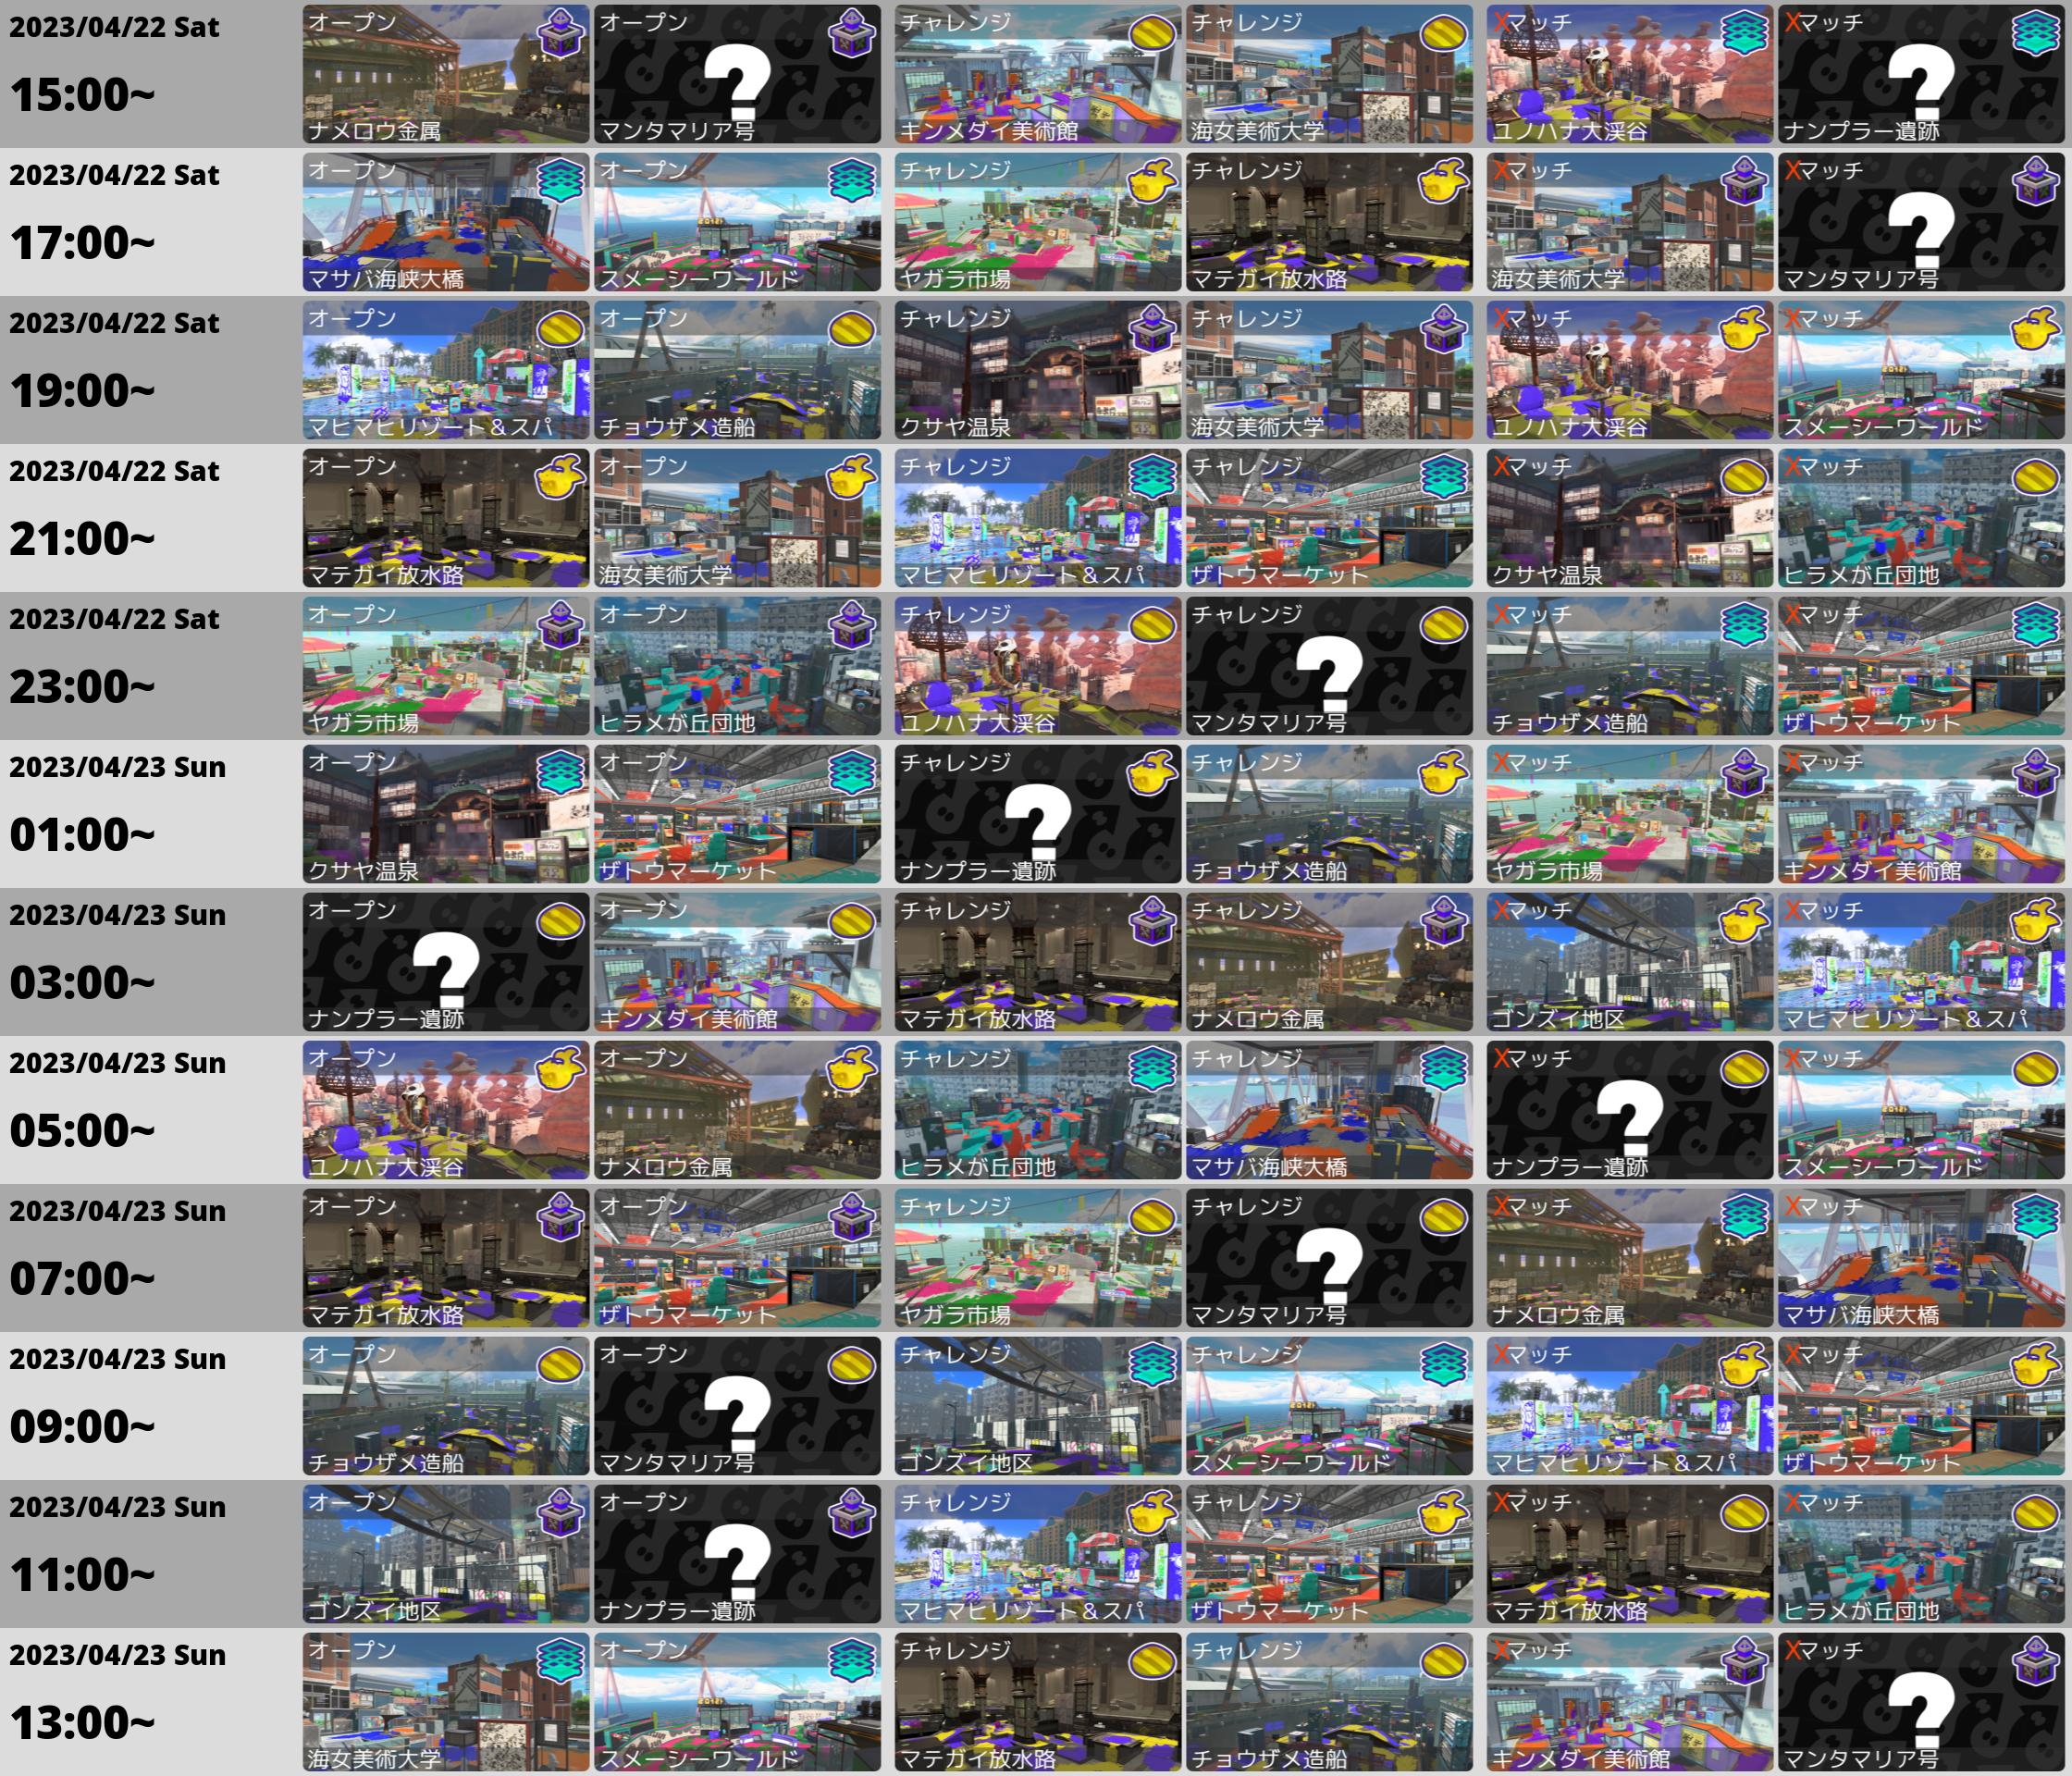 2023/04/22 Sat
15:00~
オープン
ナメロウ金属
オープン
マンタマリア号
チャレンジ
キンメダイ美術館
チャレンジ
海女美術大学
Xマッチ
ユノハナ大渓谷
Xマッチ
ナンプラー遺跡
2023/04/22 Sat
17:00~
オープン
マサバ海峡大橋
オープン
スメーシーワールド
チャレンジ
ヤガラ市場
チャレンジ
マテガイ放水路
Xマッチ
海女美術大学
Xマッチ
マンタマリア号
2023/04/22 Sat
19:00~
オープン
マヒマヒリゾート&スパ
オープン
チョウザメ造船
チャレンジ
クサヤ温泉
チャレンジ
海女美術大学
Xマッチ
ユノハナ大渓谷
Xマッチ
スメーシーワールド
2023/04/22 Sat
21:00~
オープン
マテガイ放水路
オープン
海女美術大学
チャレンジ
マヒマヒリゾート&スパ
チャレンジ
ザトウマーケット
Xマッチ
クサヤ温泉
Xマッチ
ヒラメが丘団地
2023/04/22 Sat
23:00~
オープン
ヤガラ市場
オープン
ヒラメが丘団地
チャレンジ
ユノハナ大渓谷
チャレンジ
マンタマリア号
Xマッチ
チョウザメ造船
Xマッチ
ザトウマーケット
2023/04/23 Sun
01:00~
オープン
クサヤ温泉
オープン
ザトウマーケット
チャレンジ
ナンプラー遺跡
チャレンジ
チョウザメ造船
Xマッチ
ヤガラ市場
Xマッチ
キンメダイ美術館
2023/04/23 Sun
03:00~
オープン
ナンプラー遺跡
オープン
キンメダイ美術館
チャレンジ
マテガイ放水路
チャレンジ
ナメロウ金属
Xマッチ
ゴンズイ地区
Xマッチ
マヒマヒリゾート&スパ
2023/04/23 Sun
05:00~
オープン
ユノハナ大渓谷
オープン
ナメロウ金属
チャレンジ
ヒラメが丘団地
チャレンジ
マサバ海峡大橋
Xマッチ
ナンプラー遺跡
Xマッチ
スメーシーワールド
2023/04/23 Sun
07:00~
オープン
マテガイ放水路
オープン
ザトウマーケット
チャレンジ
ヤガラ市場
チャレンジ
マンタマリア号
Xマッチ
ナメロウ金属
Xマッチ
マサバ海峡大橋
2023/04/23 Sun
09:00~
オープン
チョウザメ造船
オープン
マンタマリア号
チャレンジ
ゴンズイ地区
チャレンジ
スメーシーワールド
Xマッチ
マヒマヒリゾート&スパ
Xマッチ
ザトウマーケット
2023/04/23 Sun
11:00~
オープン
ゴンズイ地区
オープン
ナンプラー遺跡
チャレンジ
マヒマヒリゾート&スパ
チャレンジ
ザトウマーケット
Xマッチ
マテガイ放水路
Xマッチ
ヒラメが丘団地
2023/04/23 Sun
13:00~
オープン
海女美術大学
オープン
スメーシーワールド
チャレンジ
マテガイ放水路
チャレンジ
チョウザメ造船
Xマッチ
キンメダイ美術館
Xマッチ
マンタマリア号